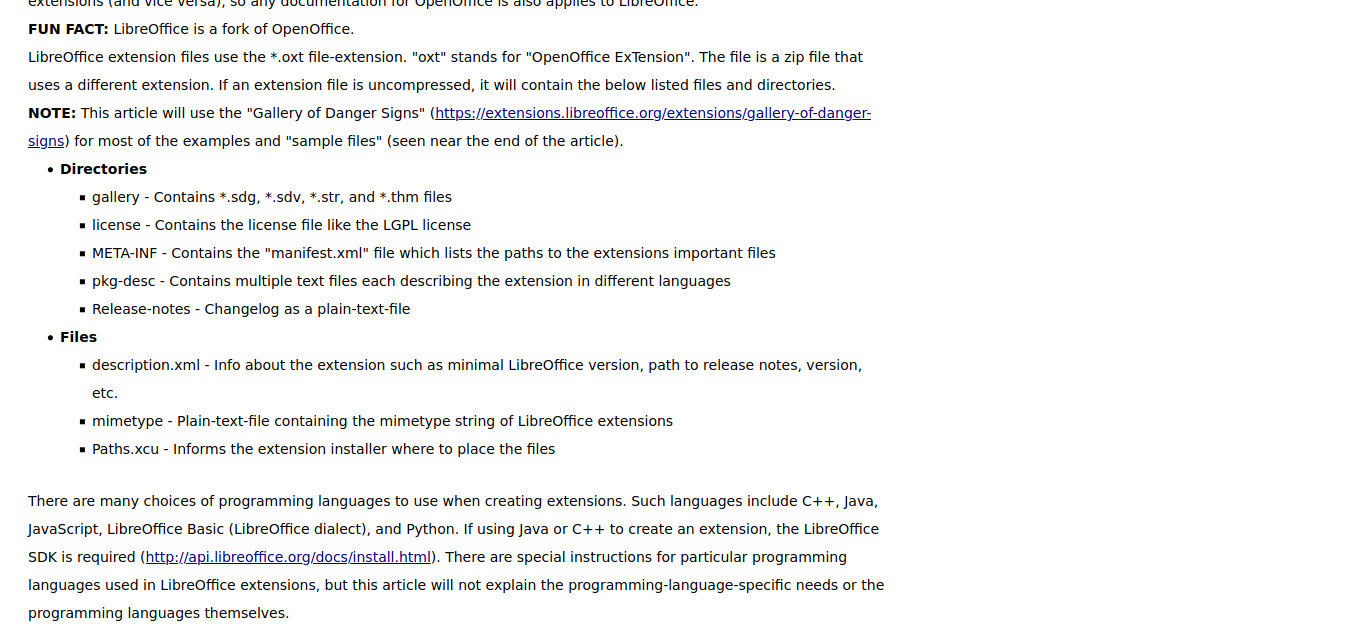 extensions (and vice versa), so any documentation for OpenOffice is also applies to LibreOffice.
FUN FACT: LibreOffice is a fork of OpenOffice.
LibreOffice extension files use the *.oxt file-extension. "oxt" stands for "OpenOffice ExTension". The file is a zip file that
uses a different extension. If an extension file is uncompressed, it will contain the below listed files and directories.
NOTE: This article will use the "Gallery of Danger Signs" (https://extensions.libreoffice.org/extensions/gallery-of-danger-
signs) for most of the examples and "sample files" (seen near the end of the article).
• Directories
▪ gallery - Contains *.sdg, *.sdv, *.str, and *.thm files
▪ license - Contains the license file like the LGPL license
▪ META-INF - Contains the "manifest.xml" file which lists the paths to the extensions important files
▪ pkg-desc - Contains multiple text files each describing the extension in different languages
▪ Release-notes - Changelog as a plain-text-file
• Files
▪ description.xml - Info about the extension such as minimal LibreOffice version, path to release notes, version,
etc.
▪ mimetype - Plain-text-file containing the mimetype string of LibreOffice extensions
▪ Paths.xcu - Informs the extension installer where to place the files
There are many choices of programming languages to use when creating extensions. Such languages include C++, Java,
JavaScript, LibreOffice Basic (LibreOffice dialect), and Python. If using Java or C++ to create an extension, the LibreOffice
SDK is required (http://api.libreoffice.org/docs/install.html). There are special instructions for particular programming
languages used in LibreOffice extensions, but this article will not explain the programming-language-specific needs or the
programming languages themselves.